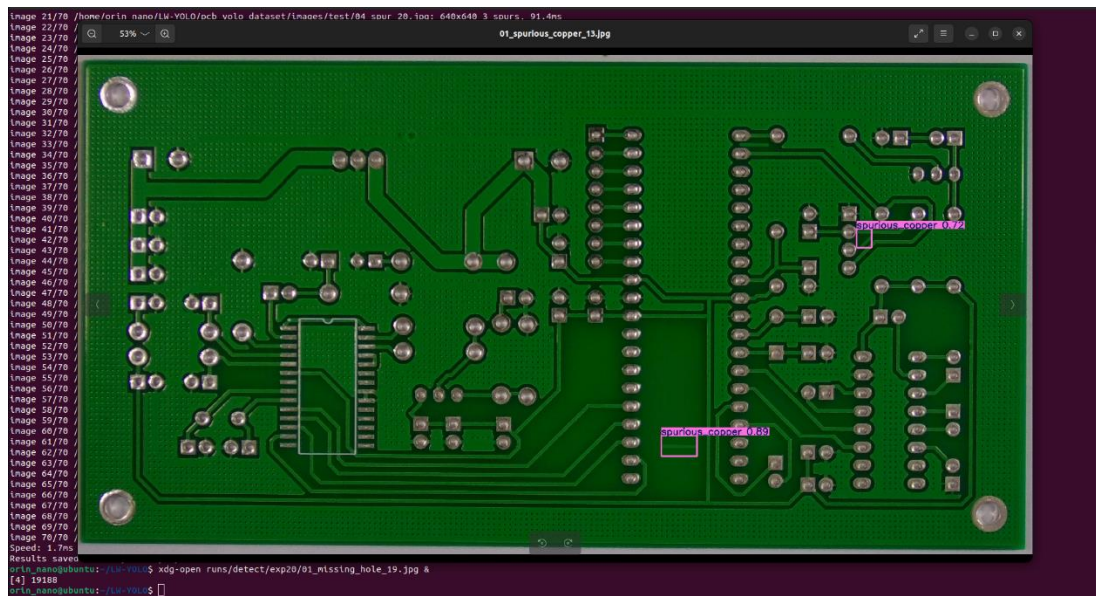 image 21/70 /home/orin_nano/LW-YOLO/pcb_yolo_dataset/images/test/04_spur_20.jpg: 640x640 3 spurs, 91.4ms
image 22/70 /
image 23/70 /
image 24/70 /
image 25/70 /
image 26/70 /
image 27/70 /
image 28/70 /
image 29/70 /
image 30/70 /
image 31/70 /
image 32/70 /
image 33/70 /
image 34/70 /
image 35/70 /
image 36/70 /
image 37/70 /
image 38/70 /
image 39/70 /
image 40/70 /
image 41/70 /
image 42/70 /
image 43/70 /
image 44/70 /
image 45/70 /
image 46/70 /
image 47/70 /
image 48/70 /
image 49/70 /
image 50/70 /
image 51/70 /
image 52/70 /
image 53/70 /
image 54/70 /
image 55/70 /
image 56/70 /
image 57/70 /
image 58/70 /
image 59/70 /
image 60/70 /
image 61/70 /
image 62/70 /
image 63/70 /
image 64/70 /
image 65/70 /
image 66/70 /
image 67/70 /
image 68/70 /
image 69/70 /
image 70/70 /
Speed: 1.7ms
Results saved
53%
01_spurious_copper_13.jpg
spurious_copper 0.72
spurious_copper 0.89
orin_nano@ubuntu:~/LW-YOLO$ xdg-open runs/detect/exp20/01_missing_hole_19.jpg &
[4] 19188
orin_nano@ubuntu:~/LW-YOLO$